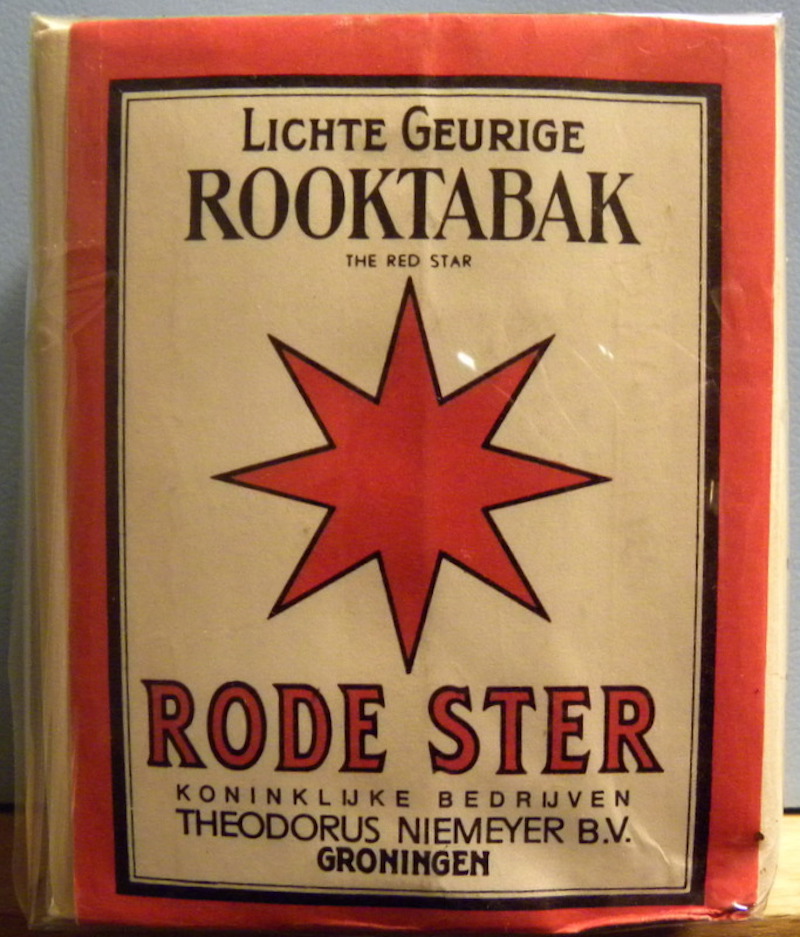 LICHTE GEURIGE
ROOKTABAK
THE RED STAR
RODE STER
KONINKLIJKE BEDRIJVEN
THEODORUS NIEMEYER B.V.
GRONINGEN